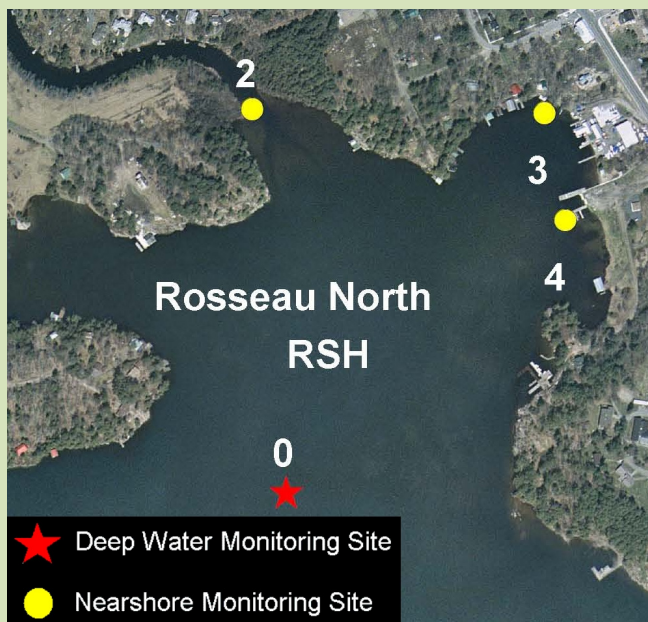 2
3
4
Rosseau North
RSH
0
Deep Water Monitoring Site
Nearshore Monitoring Site